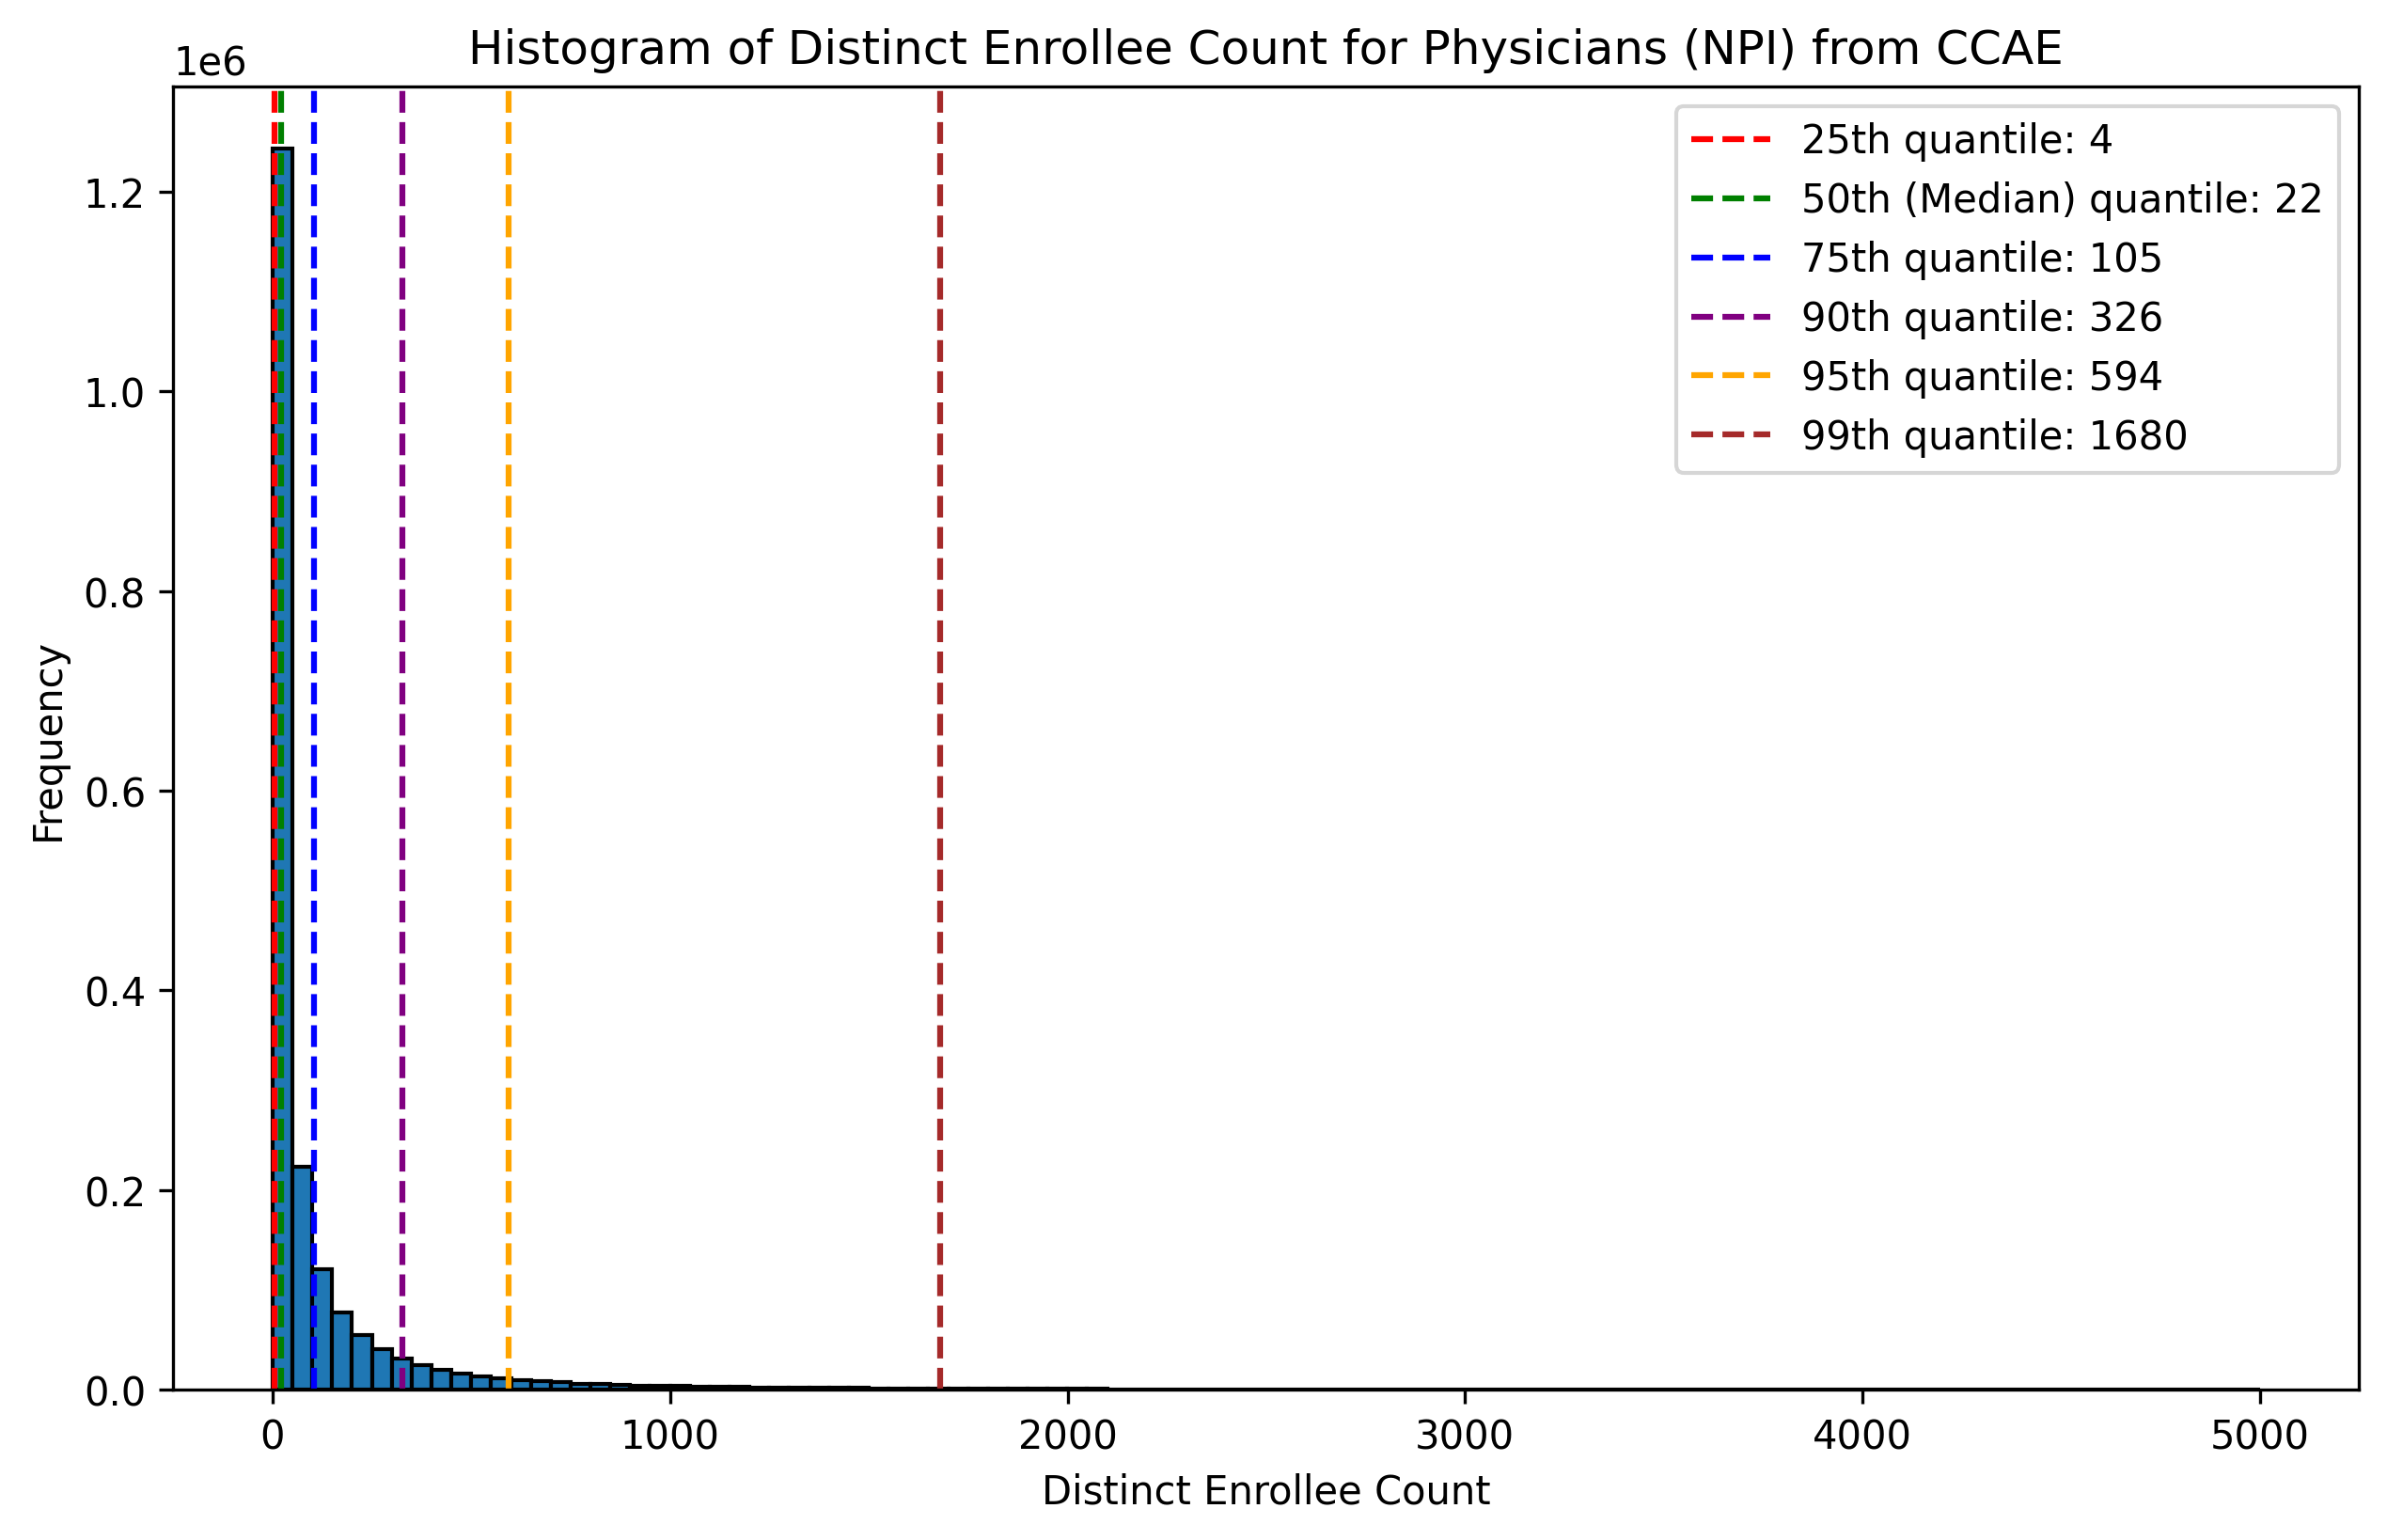 Histogram of Distinct Enrollee Count for Physicians (NPI) from CCAE
1e6
25th quantile: 4
50th (Median) quantile: 22
75th quantile: 105
90th quantile: 326
95th quantile: 594
99th quantile: 1680
1.2
1.0
0.8
0.6
0.4
0.2
0.0
Frequency
0 1000 2000 3000 4000 5000
Distinct Enrollee Count